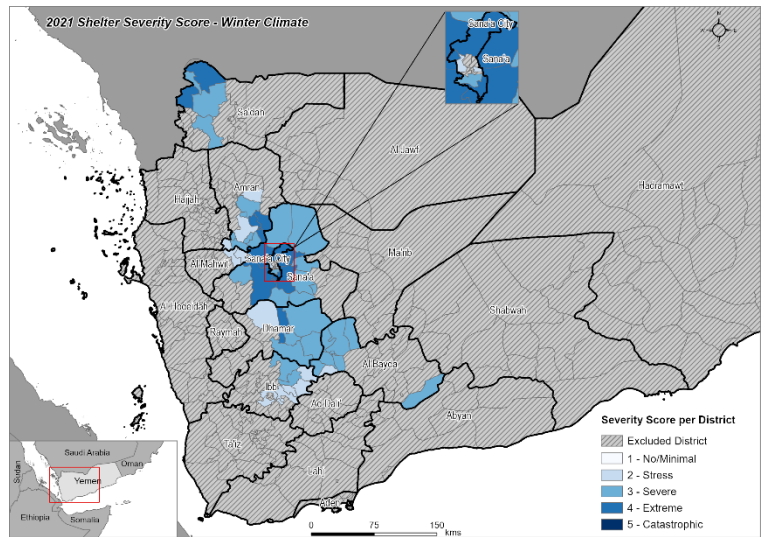 2021 Shelter Severity Score - Winter Climate
Sana'a City
Sana'a
N
Sa'dah
Al Jawf
Hadramawt
Amran
Hajjah
Marib
Al Mahwit
Sana'a City
Sana'a
Al Hodeidah
Shabwah
Raymah
Dhamar
Al Bayda
Ibb
Ad Dali'
Abyan
Ta'iz
Lahj
Aden
Severity Score per District
Excluded District
1 - No/Minimal
2 - Stress
3 - Severe
4 - Extreme
5 - Catastrophic
Saudi Arabia
Oman
Sudan
Yemen
Ethiopia
Somalia
0 75 150
kms